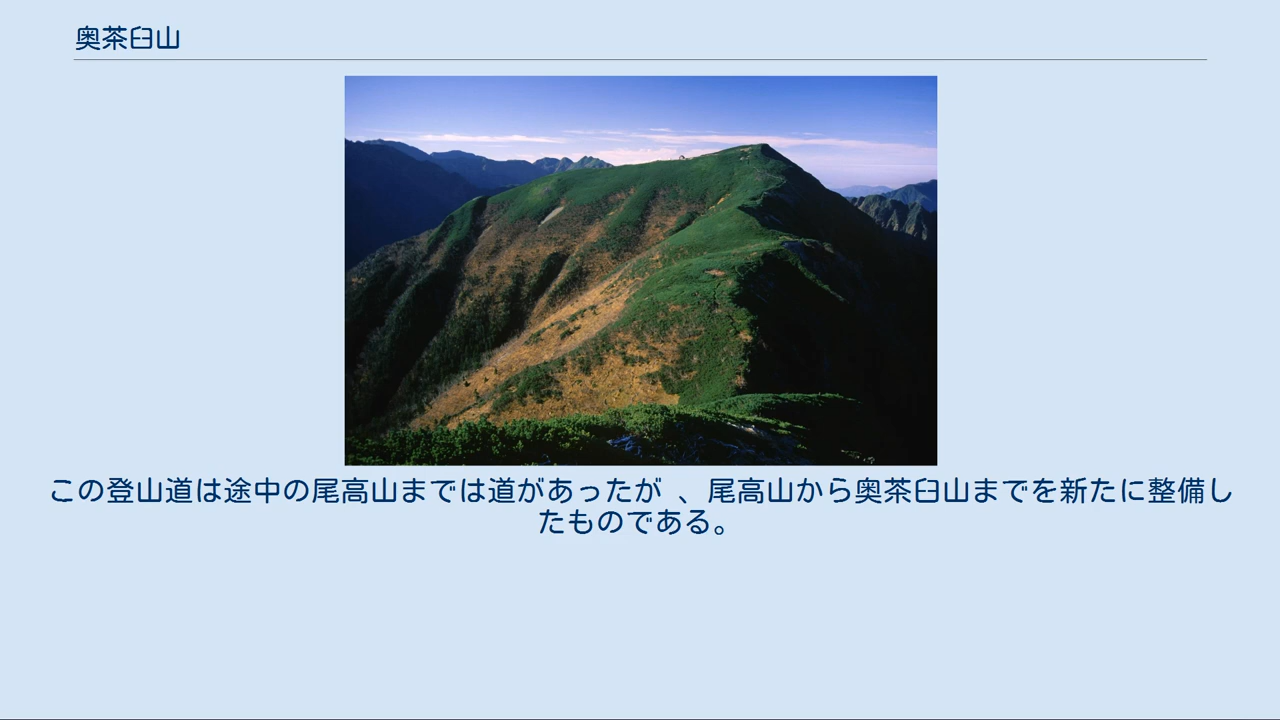 奥茶臼山
この登山道は途中の尾高山までは道があったが 、尾高山から奥茶臼山までを新たに整備し
たものである。